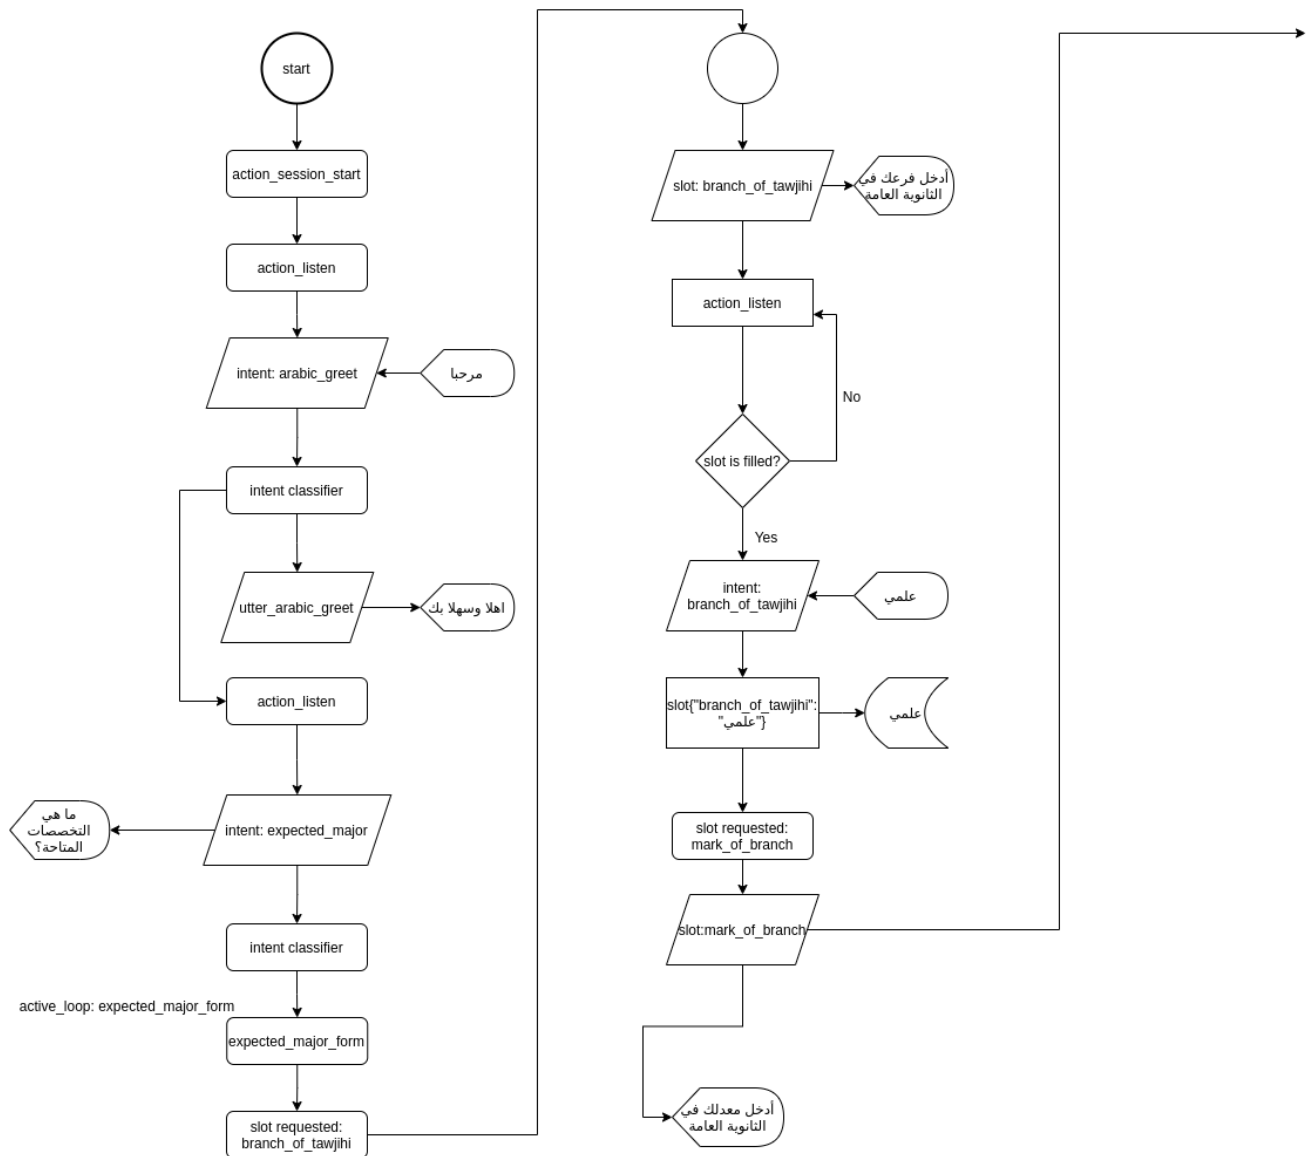 start
action_session_start
action_listen
intent: arabic_greet
مرحبا
intent classifier
utter_arabic_greet
اهلا وسهلا بك
action_listen
intent: expected_major
ما هي
التخصصات
المتاحة؟
intent classifier
active_loop: expected_major_form
expected_major_form
slot requested:
branch_of_tawjihi
slot: branch_of_tawjihi
أدخل فرعك في
الثانوية العامة
action_listen
No
slot is filled?
Yes
intent:
branch_of_tawjihi
علمي
slot{"branch_of_tawjihi":
"علمي"}
علمي
slot requested:
mark_of_branch
slot:mark_of_branch
أدخل معدلك في
الثانوية العامة